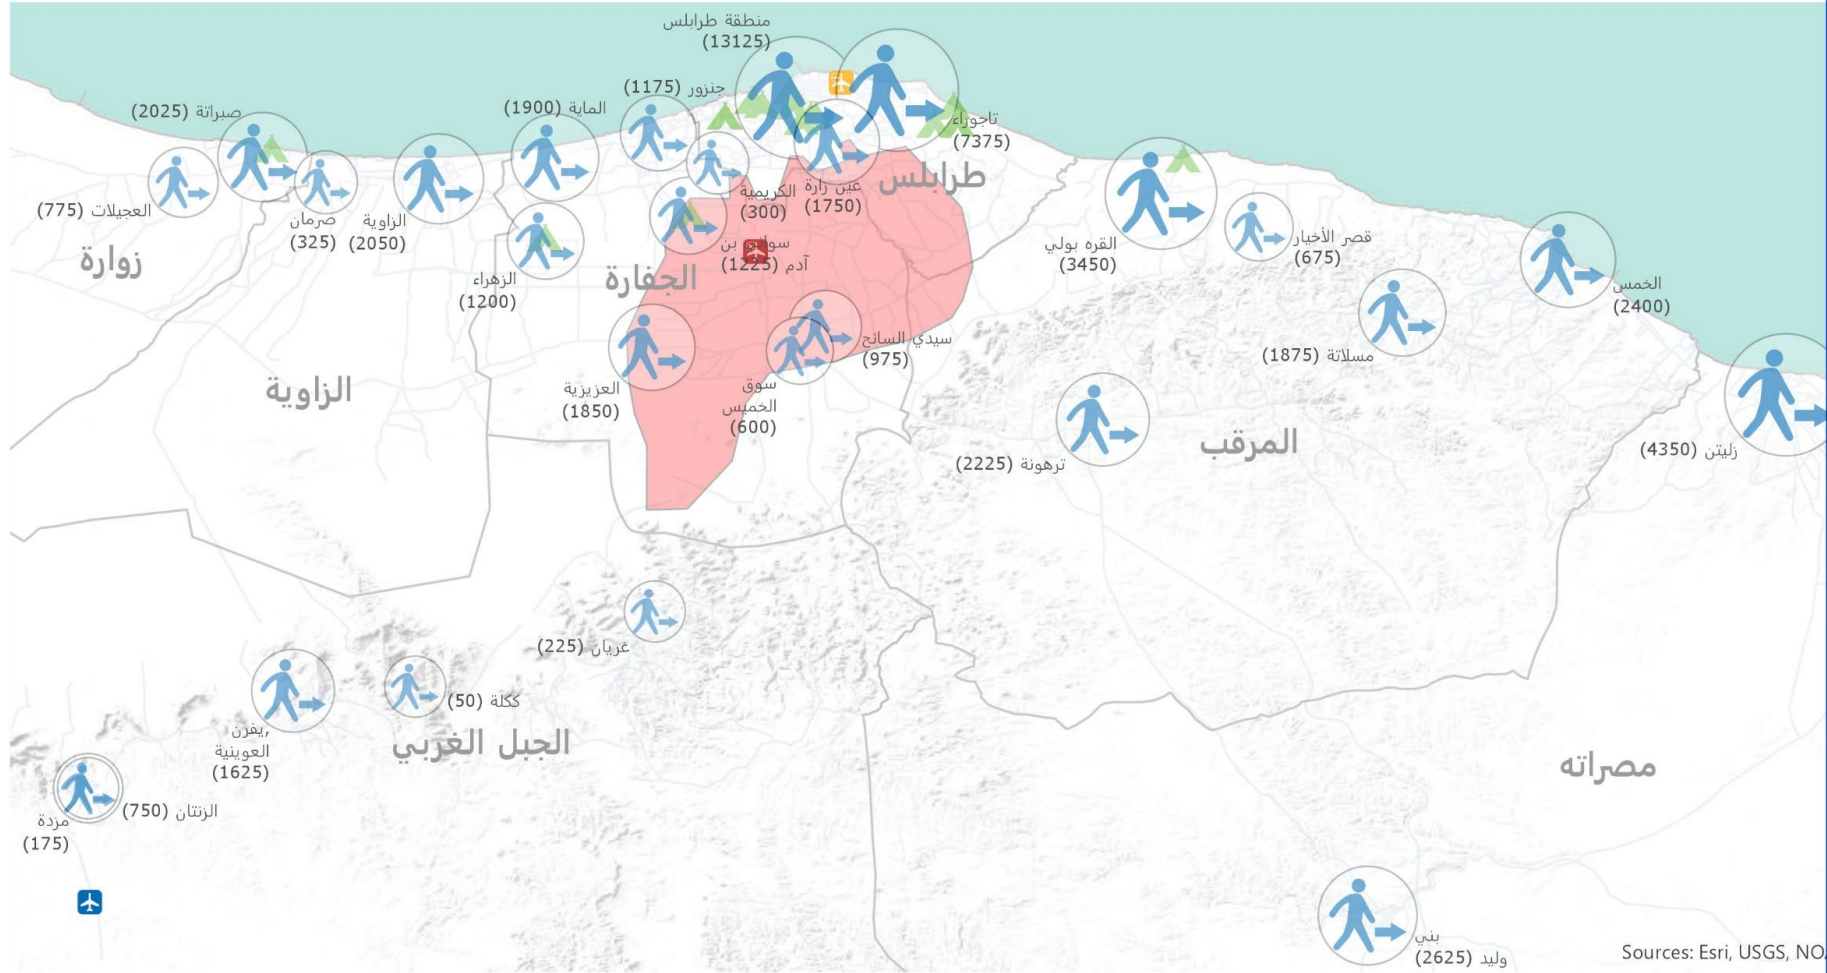 منطقة طرابلس
(13125)
جنزور (1175)
الماية (1900)
صبراتة (2025)
تاجوراء
(7375)
طرابلس
عين زارة
(1750)
الكريمية
(300)
العجيلات (775)
صرمان
(325)
الزاوية
(2050)
زوارة
الزهراء
(1200)
الجفارة
سواني بن
آدم (1225)
القره بولي
(3450)
قصر الأخيار
(675)
الخمس
(2400)
مسلاتة (1875)
سيدي السائح
(975)
سوق
الخميس
(600)
العزيزية
(1850)
الزاوية
المرقب
ترهونة (2225)
زليتن (4350)
غريان (225)
ككلة (50)
يفرن,
العوينية
(1625)
الجبل الغربي
مصراته
الزنتان (750)
مزدة
(175)
بني
وليد (2625)
Sources: Esri, USGS, NO